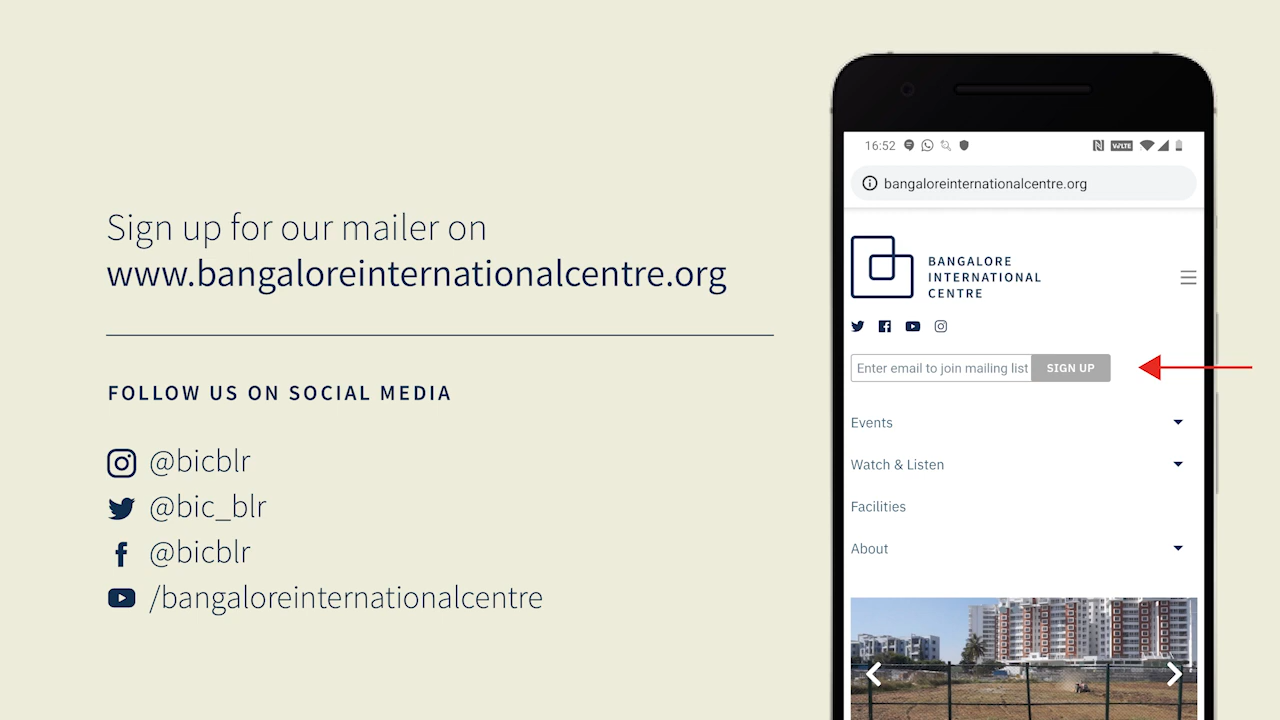 Sign up for our mailer on
www.bangaloreinternationalcentre.org
FOLLOW US ON SOCIAL MEDIA
@bicblr
@bic_blr
@bicblr
/bangaloreinternationalcentre
16:52
VoLTE
bangaloreinternationalcentre.org
BANGALORE
INTERNATIONAL
CENTRE
Enter email to join mailing list
SIGN UP
Events
Watch & Listen
Facilities
About